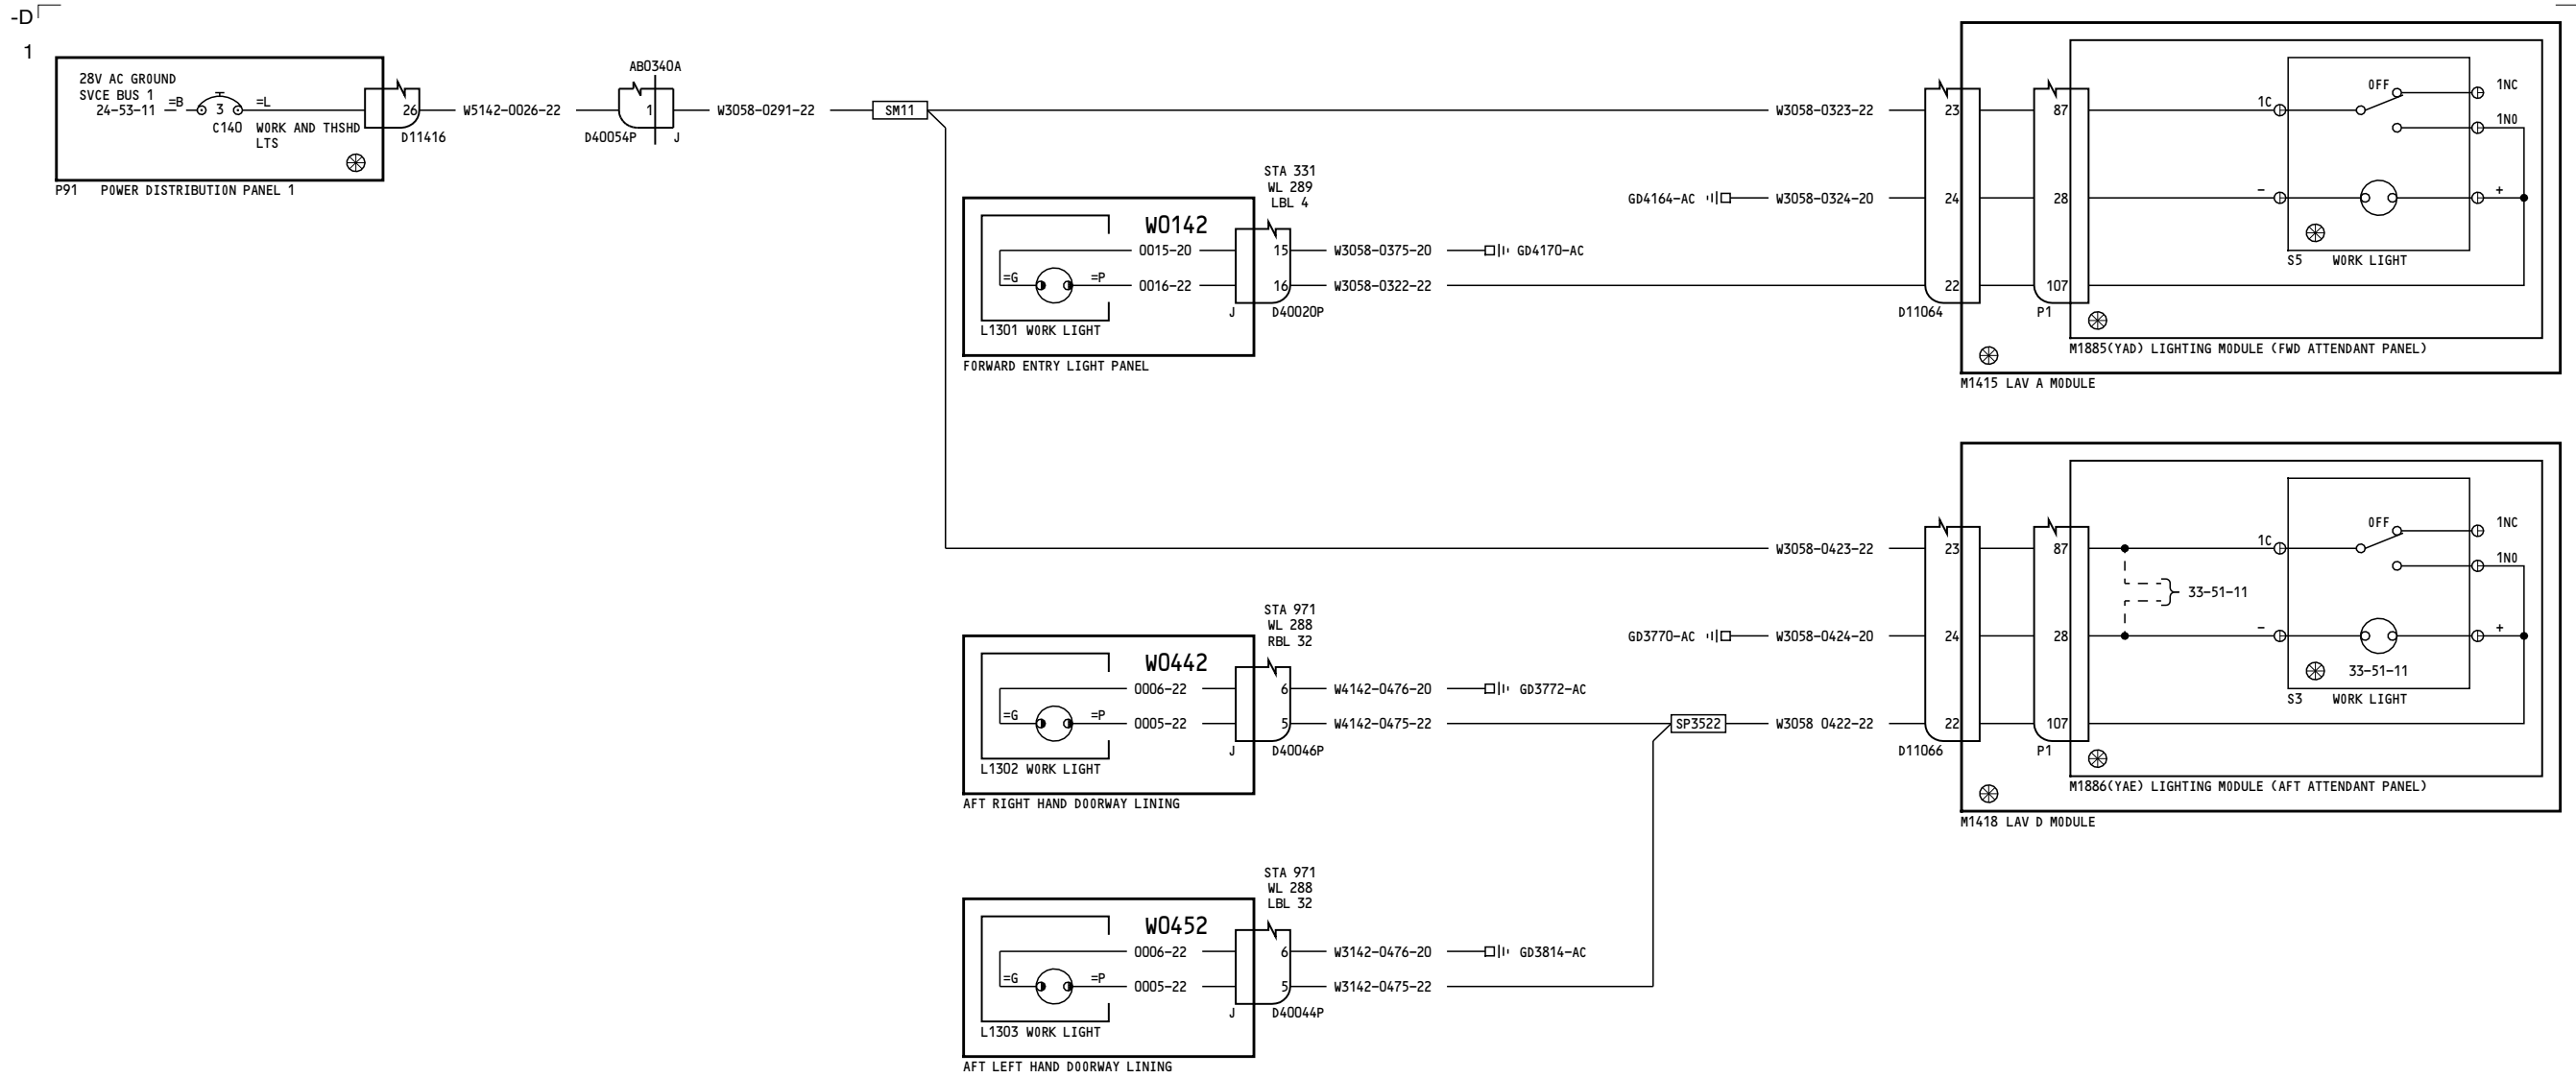 -D
1
28V AC GROUND
SVCE BUS 1
24-53-11
=B
3
=L
C140
WORK AND THSHD
LTS
P91
POWER DISTRIBUTION PANEL 1
26
D11416
W5142-0026-22
AB0340A
1
D40054P
J
W3058-0291-22
SM11
W3058-0323-22
23
87
1C
OFF
1NC
1NO
GD4164-AC
W3058-0324-20
24
28
-
+
S5
WORK LIGHT
22
107
D11064
P1
M1885(YAD) LIGHTING MODULE (FWD ATTENDANT PANEL)
M1415 LAV A MODULE
STA 331
WL 289
LBL 4
W0142
0015-20
15
W3058-0375-20
GD4170-AC
=G
=P
0016-22
16
W3058-0322-22
J
D40020P
L1301 WORK LIGHT
FORWARD ENTRY LIGHT PANEL
W3058-0423-22
23
87
1C
OFF
1NC
1NO
33-51-11
GD3770-AC
W3058-0424-20
24
28
-
+
33-51-11
S3
WORK LIGHT
SP3522
W3058 0422-22
22
107
D11066
P1
M1886(YAE) LIGHTING MODULE (AFT ATTENDANT PANEL)
M1418 LAV D MODULE
STA 971
WL 288
RBL 32
W0442
0006-22
6
W4142-0476-20
GD3772-AC
=G
=P
0005-22
5
W4142-0475-22
J
D40046P
L1302 WORK LIGHT
AFT RIGHT HAND DOORWAY LINING
STA 971
WL 288
LBL 32
W0452
0006-22
6
W3142-0476-20
GD3814-AC
=G
=P
0005-22
5
W3142-0475-22
J
D40044P
L1303 WORK LIGHT
AFT LEFT HAND DOORWAY LINING